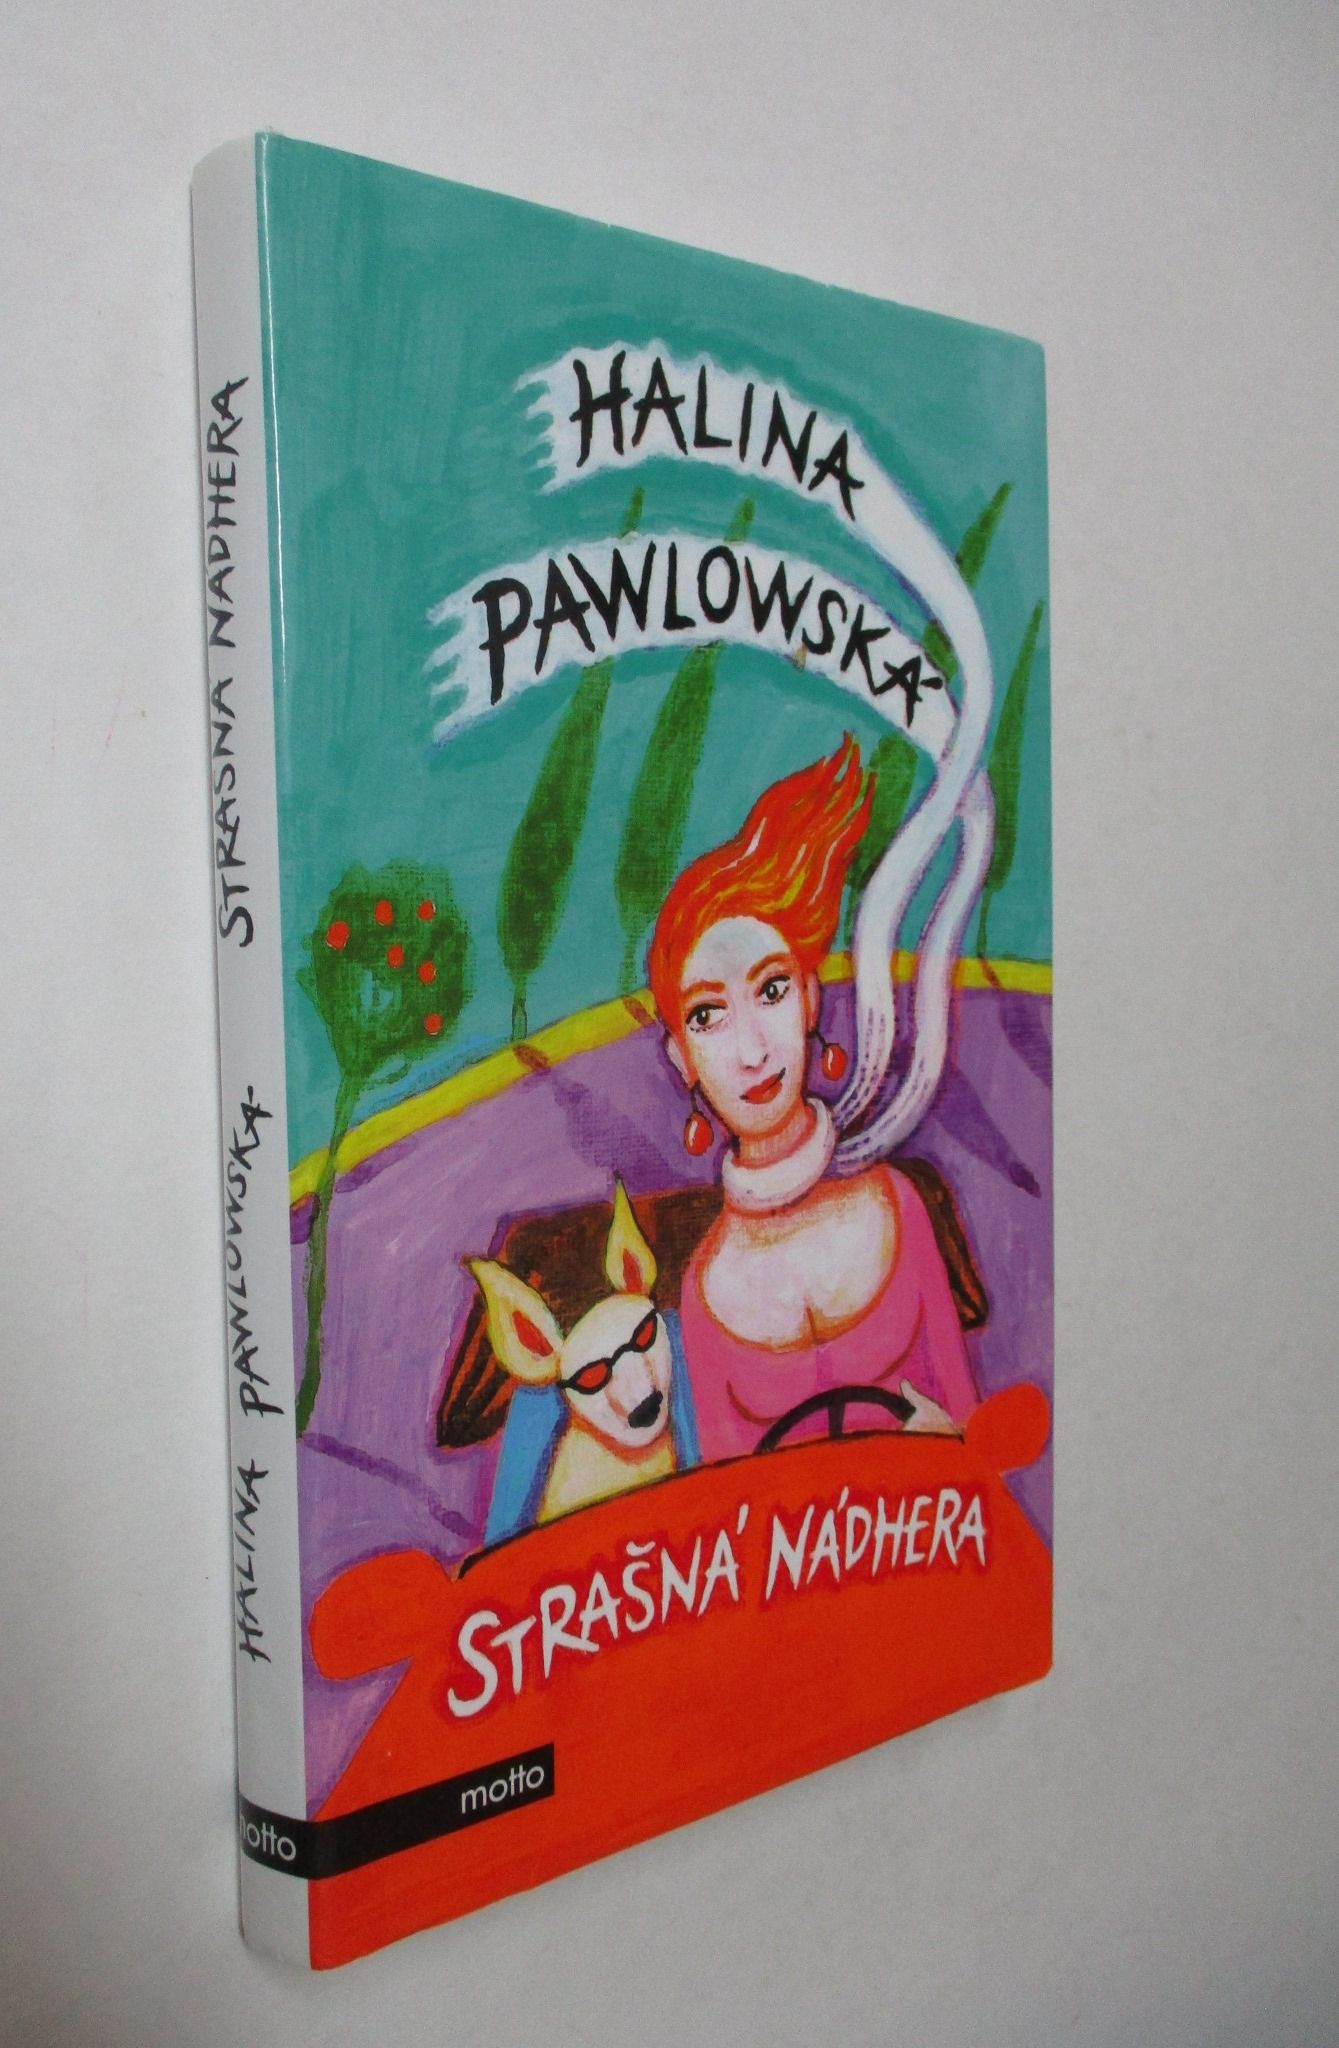 HALINA
PAWLOWSKÁ
STRAŠNÁ NÁDHERA
motto
HALINA PAWLOWSKÁ STRAŠNÁ NÁDHERA
motto